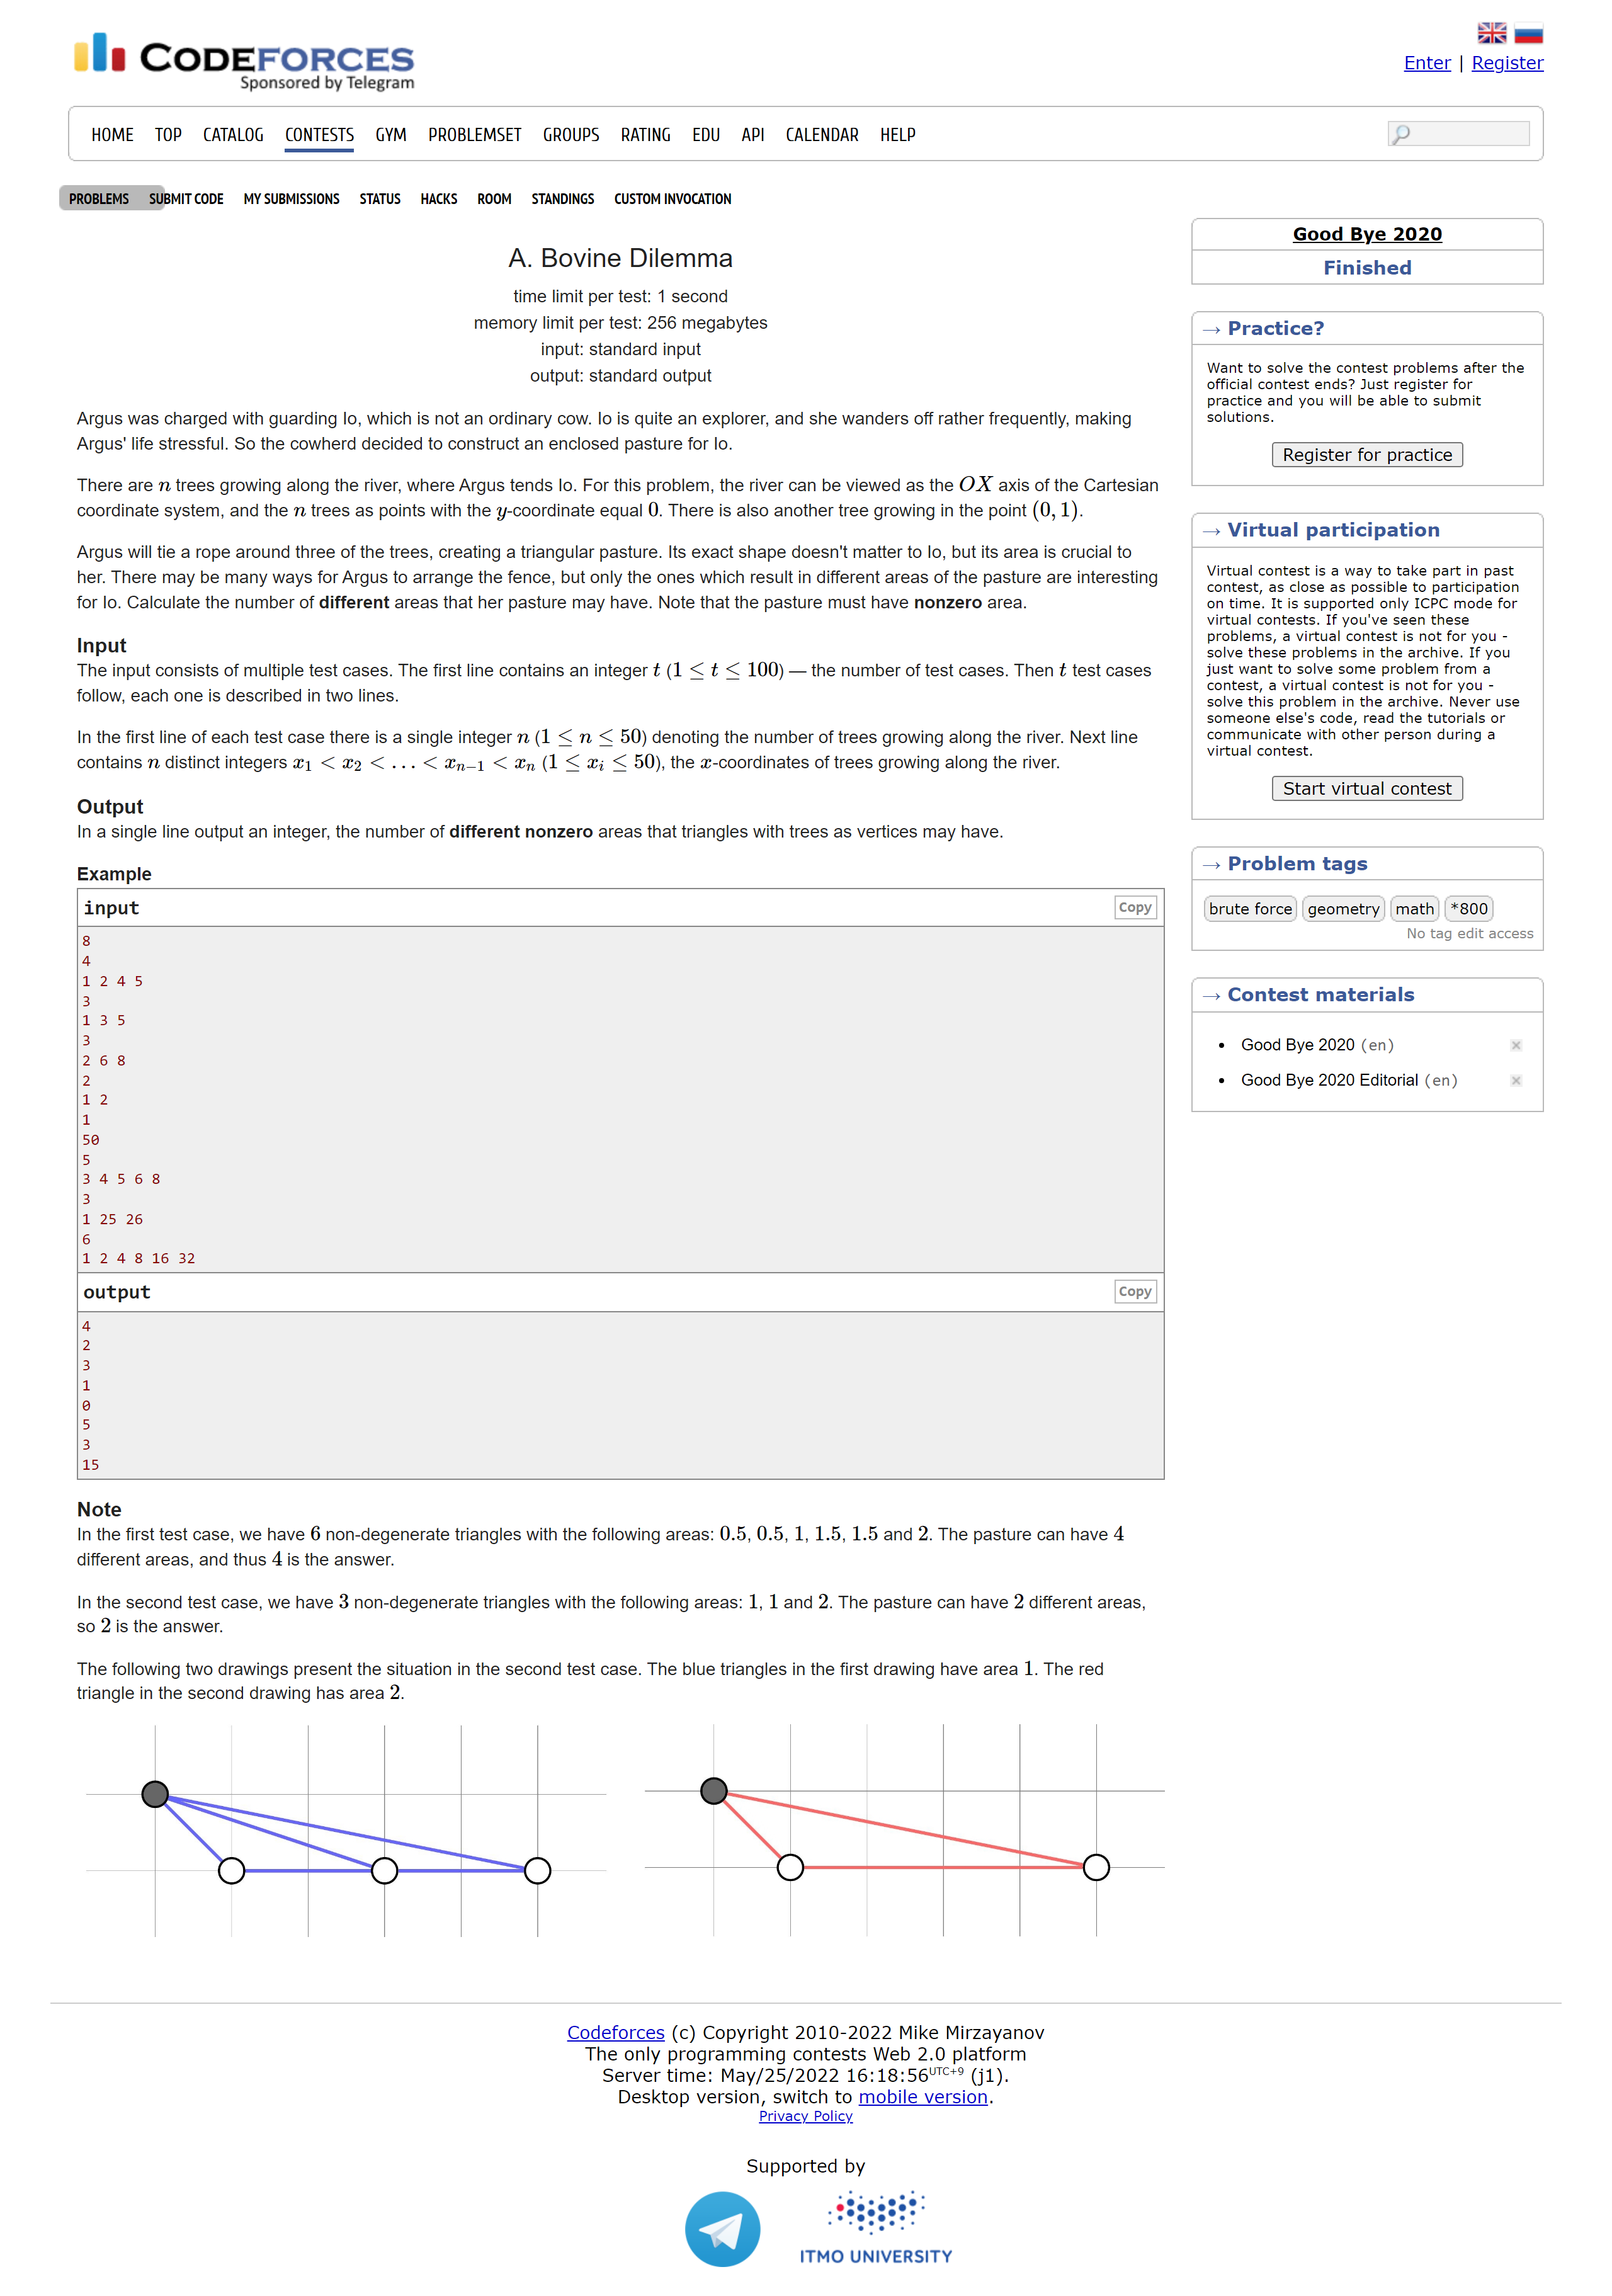 CODEFORCES
Sponsored by Telegram
Enter | Register
HOME TOP CATALOG CONTESTS GYM PROBLEMSET GROUPS RATING EDU API CALENDAR HELP
PROBLEMS SUBMIT CODE MY SUBMISSIONS STATUS HACKS ROOM STANDINGS CUSTOM INVOCATION
A. Bovine Dilemma
time limit per test: 1 second
memory limit per test: 256 megabytes
input: standard input
output: standard output
Argus was charged with guarding Io, which is not an ordinary cow. Io is quite an explorer, and she wanders off rather frequently, making
Argus' life stressful. So the cowherd decided to construct an enclosed pasture for Io.
There are n trees growing along the river, where Argus tends Io. For this problem, the river can be viewed as the OX axis of the Cartesian
coordinate system, and the n trees as points with the y-coordinate equal 0. There is also another tree growing in the point (0, 1).
Argus will tie a rope around three of the trees, creating a triangular pasture. Its exact shape doesn't matter to Io, but its area is crucial to
her. There may be many ways for Argus to arrange the fence, but only the ones which result in different areas of the pasture are interesting
for Io. Calculate the number of different areas that her pasture may have. Note that the pasture must have nonzero area.
Input
The input consists of multiple test cases. The first line contains an integer t (1 ≤ t ≤ 100) — the number of test cases. Then t test cases
follow, each one is described in two lines.
In the first line of each test case there is a single integer n (1 ≤ n ≤ 50) denoting the number of trees growing along the river. Next line
contains n distinct integers x₁ < x₂ < … < xₙ₋₁ < xₙ (1 ≤ xᵢ ≤ 50), the x-coordinates of trees growing along the river.
Output
In a single line output an integer, the number of different nonzero areas that triangles with trees as vertices may have.
Example
input Copy
8
4
1 2 4 5
3
1 3 5
3
2 6 8
2
1 2
1
50
5
3 4 5 6 8
3
1 25 26
6
1 2 4 8 16 32
output Copy
4
2
3
1
0
5
3
15
Note
In the first test case, we have 6 non-degenerate triangles with the following areas: 0.5, 0.5, 1, 1.5, 1.5 and 2. The pasture can have 4
different areas, and thus 4 is the answer.
In the second test case, we have 3 non-degenerate triangles with the following areas: 1, 1 and 2. The pasture can have 2 different areas,
so 2 is the answer.
The following two drawings present the situation in the second test case. The blue triangles in the first drawing have area 1. The red
triangle in the second drawing has area 2.
Good Bye 2020
Finished
→ Practice?
Want to solve the contest problems after the
official contest ends? Just register for
practice and you will be able to submit
solutions.
Register for practice
→ Virtual participation
Virtual contest is a way to take part in past
contest, as close as possible to participation
on time. It is supported only ICPC mode for
virtual contests. If you've seen these
problems, a virtual contest is not for you -
solve these problems in the archive. If you
just want to solve some problem from a
contest, a virtual contest is not for you -
solve this problem in the archive. Never use
someone else's code, read the tutorials or
communicate with other person during a
virtual contest.
Start virtual contest
→ Problem tags
brute force geometry math *800
No tag edit access
→ Contest materials
• Good Bye 2020 (en)
• Good Bye 2020 Editorial (en)
Codeforces (c) Copyright 2010-2022 Mike Mirzayanov
The only programming contests Web 2.0 platform
Server time: May/25/2022 16:18:56UTC+9 (j1).
Desktop version, switch to mobile version.
Privacy Policy
Supported by
ITMO UNIVERSITY